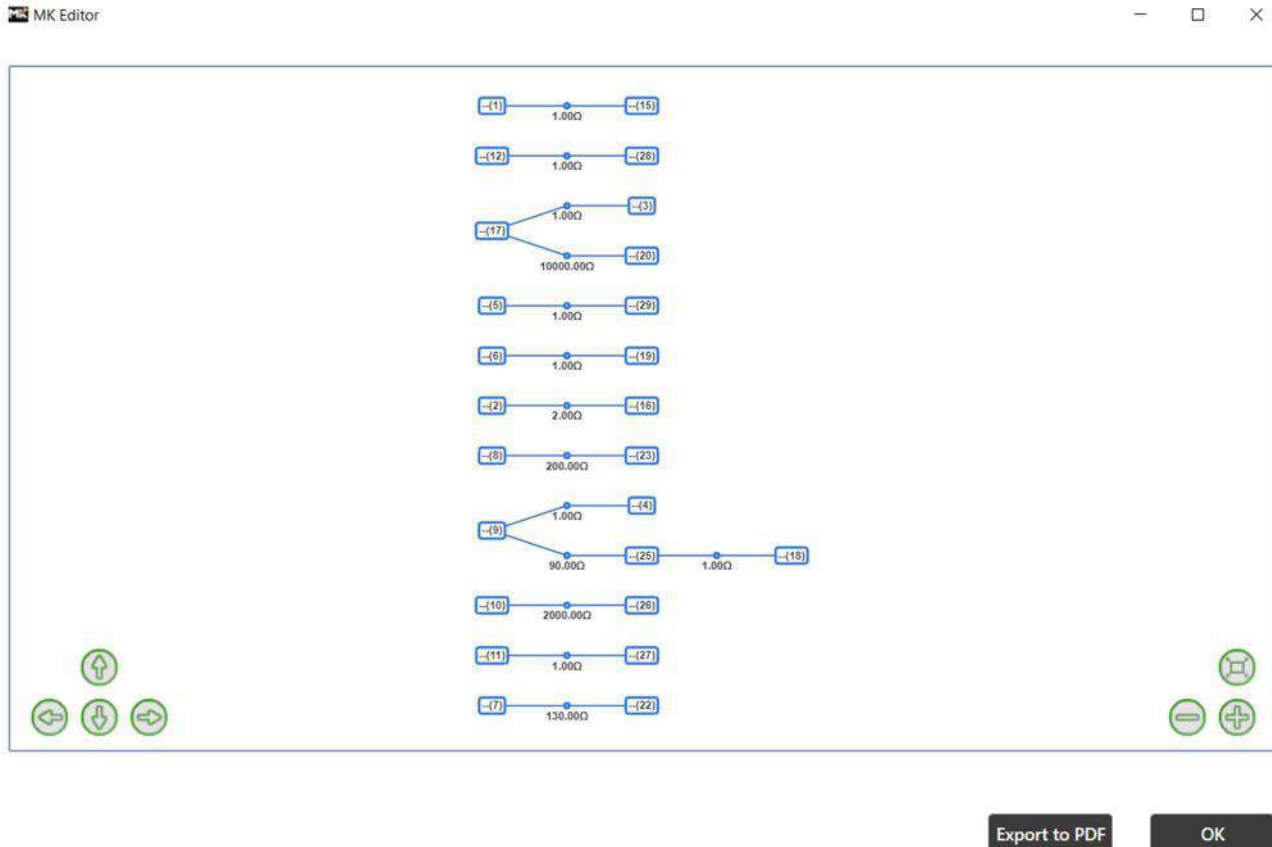 MK MK Editor
--(1) --(15)
1.00Ω
--(12) --(28)
1.00Ω
--(3)
1.00Ω
--(17)
--(20)
10000.00Ω
--(5) --(29)
1.00Ω
--(6) --(19)
1.00Ω
--(2) --(16)
2.00Ω
--(8) --(23)
200.00Ω
--(4)
1.00Ω
--(9)
--(25) --(18)
90.00Ω 1.00Ω
--(10) --(26)
2000.00Ω
--(11) --(27)
1.00Ω
--(7) --(22)
130.00Ω
Export to PDF OK